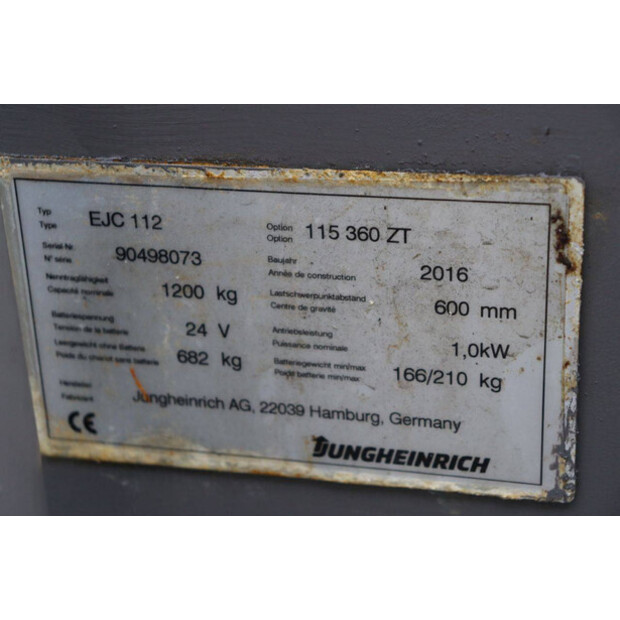 Typ
Type
EJC 112
Option
Option
115 360 ZT
Serial Nr.
N° série
90498073
Baujahr
Année de construction
2016
Nenntragfähigkeit
Capacité nominale
1200 kg
Lastschwerpunktabstand
Centre de gravité
600 mm
Batteriespannung
Tension de la batterie
24 V
Antriebsleistung
Puissance nominale
1,0kW
Leergewicht ohne Batterie
Poids du chariot sans batterie
682 kg
Batteriegewicht min/max
Poids batterie min/max
166/210 kg
Hersteller
Fabricant
Jungheinrich AG, 22039 Hamburg, Germany
CE
JUNGHEINRICH